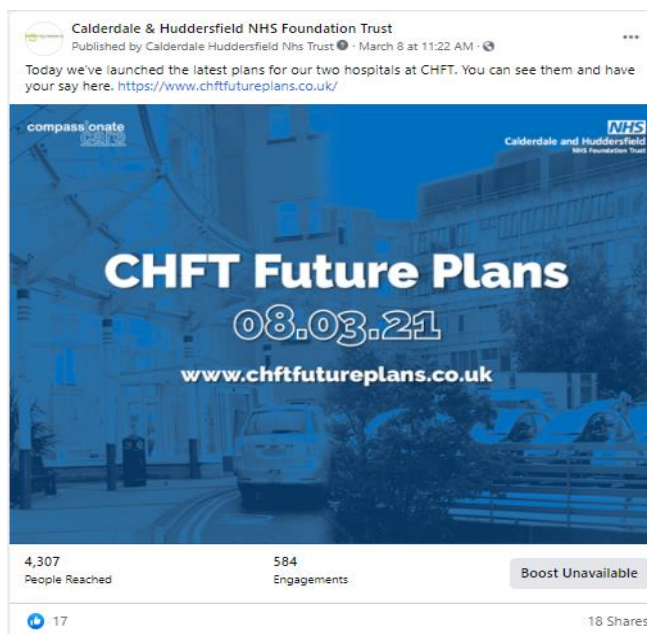 Calderdale & Huddersfield NHS Foundation Trust
Published by Calderdale Huddersfield Nhs Trust · March 8 at 11:22 AM ·
Today we've launched the latest plans for our two hospitals at CHFT. You can see them and have
your say here. https://www.chftfutureplans.co.uk/
compassionate
care
NHS
Calderdale and Huddersfield
NHS Foundation Trust
CHFT Future Plans
08.03.21
www.chftfutureplans.co.uk
4,307
People Reached
584
Engagements
Boost Unavailable
17
18 Shares